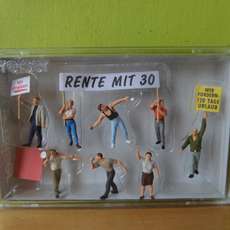 RENTE MIT 30
WIR
FORDERN:
120 TAGE
URLAUB